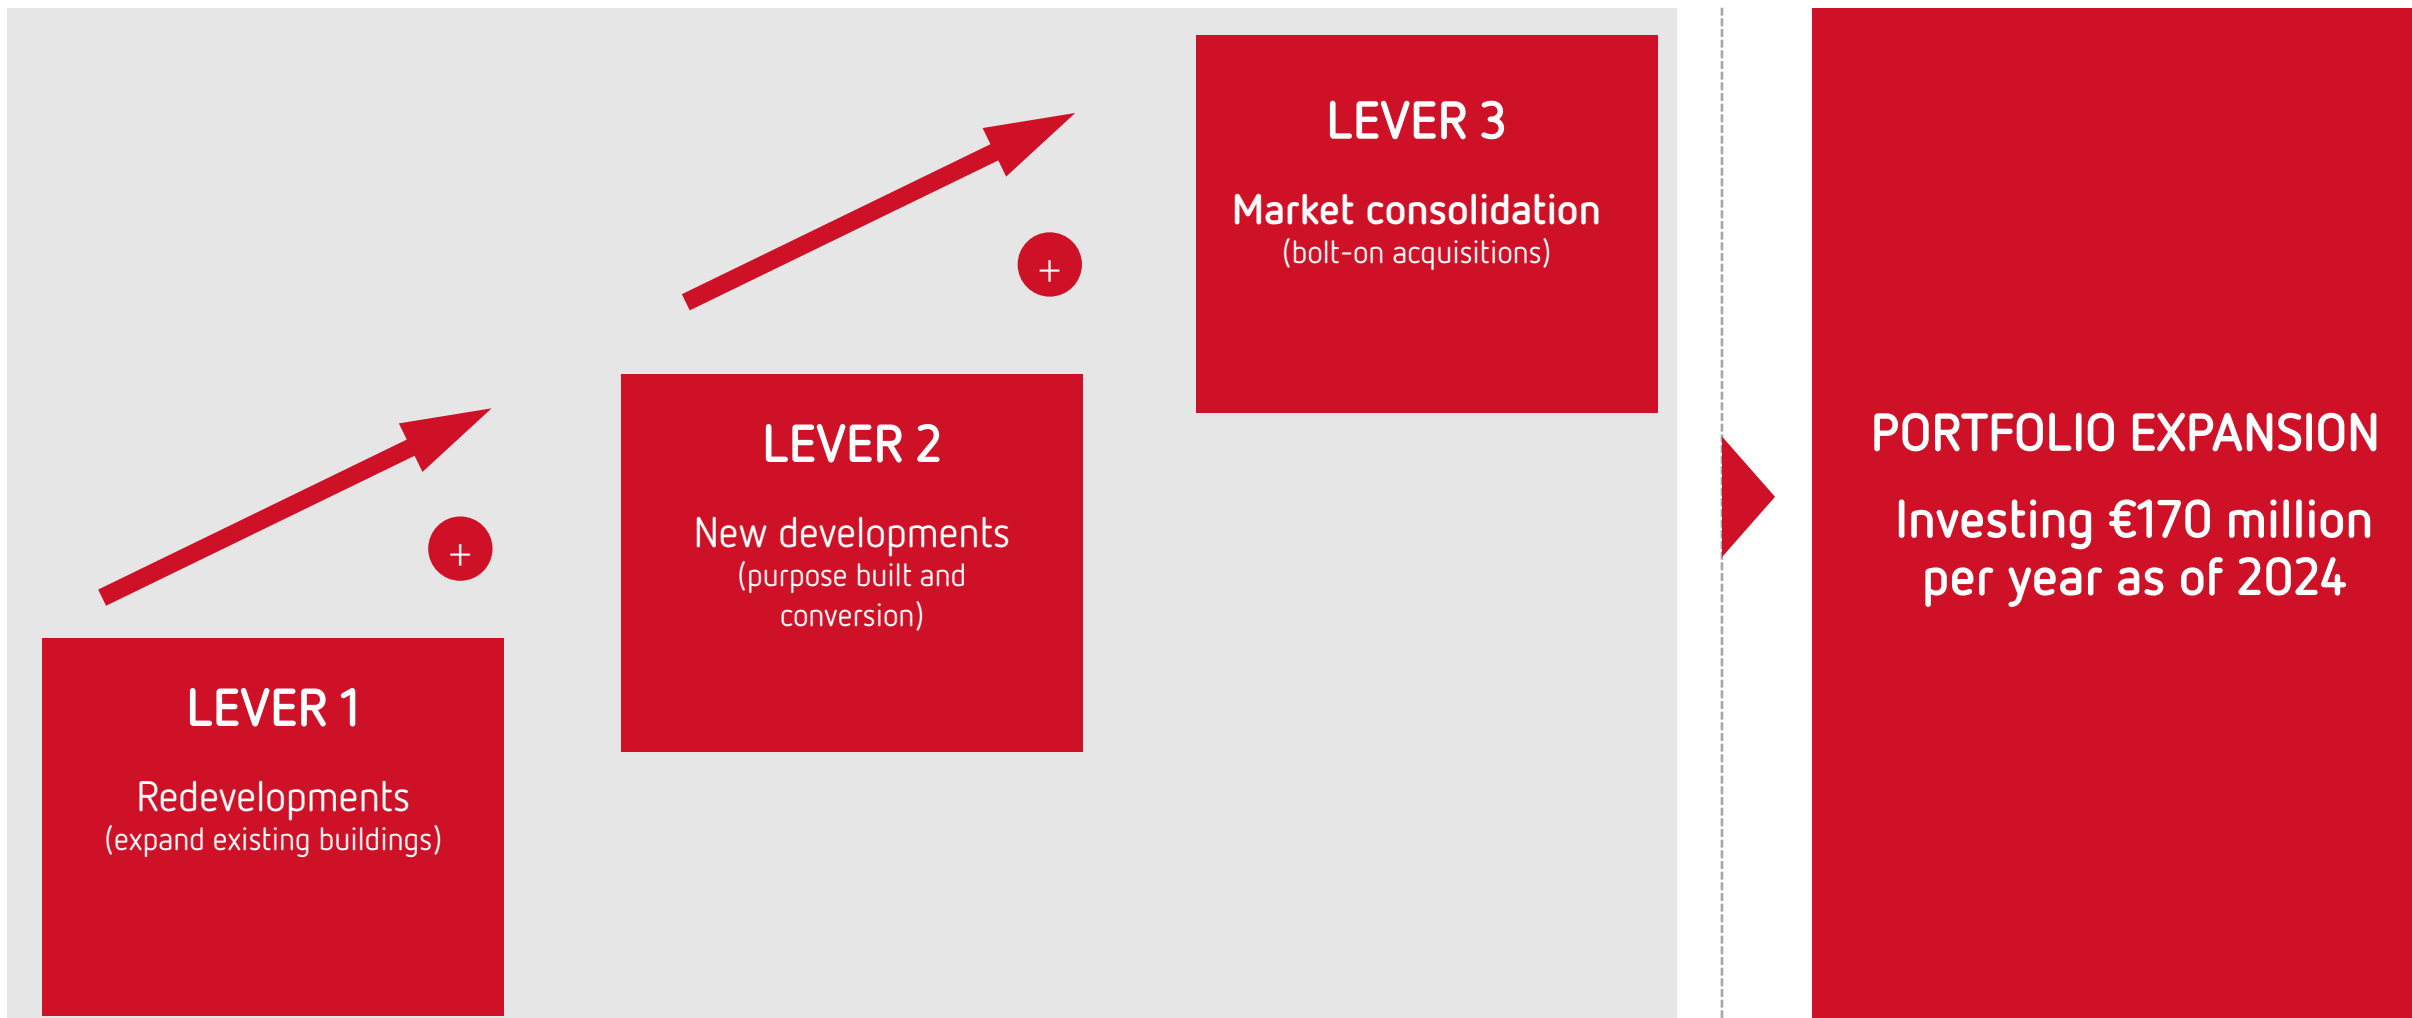 LEVER 1
Redevelopments
(expand existing buildings)
+
LEVER 2
New developments
(purpose built and
conversion)
+
LEVER 3
Market consolidation
(bolt-on acquisitions)
PORTFOLIO EXPANSION
Investing €170 million
per year as of 2024